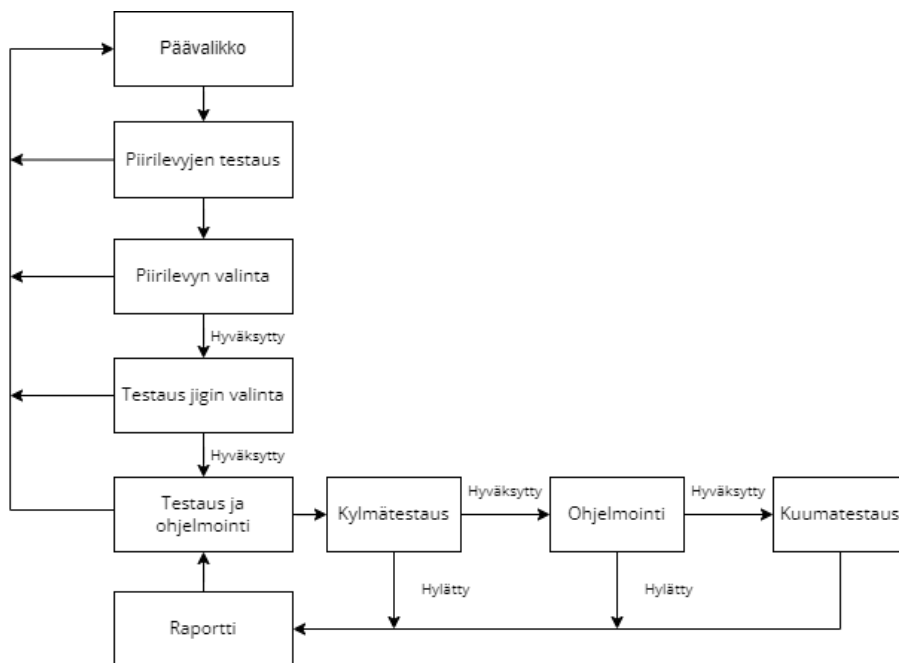 Päävalikko
Piirilevyjen testaus
Piirilevyn valinta
Hyväksytty
Testaus jigin valinta
Hyväksytty
Testaus ja
ohjelmointi
Kylmätestaus
Hyväksytty
Ohjelmointi
Hyväksytty
Kuumatestaus
Hylätty
Hylätty
Raportti